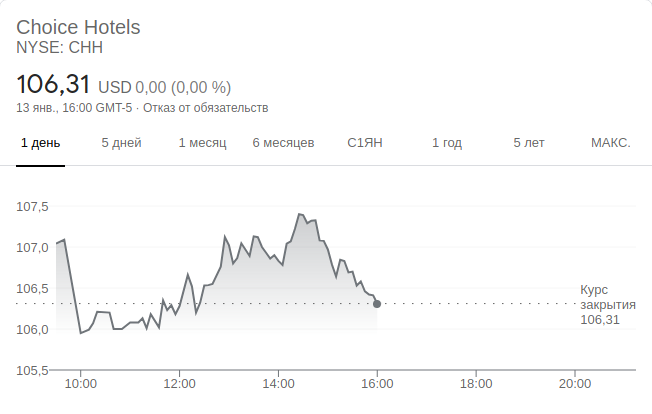 Choice Hotels
NYSE: CHH
106,31 USD 0,00 (0,00 %)
13 янв., 16:00 GMT-5 · Отказ от обязательств
1 день 5 дней 1 месяц 6 месяцев С1ЯН 1 год 5 лет МАКС.
107,5
107,0
106,5
106,0
105,5
Курс
закрытия
106,31
10:00 12:00 14:00 16:00 18:00 20:00